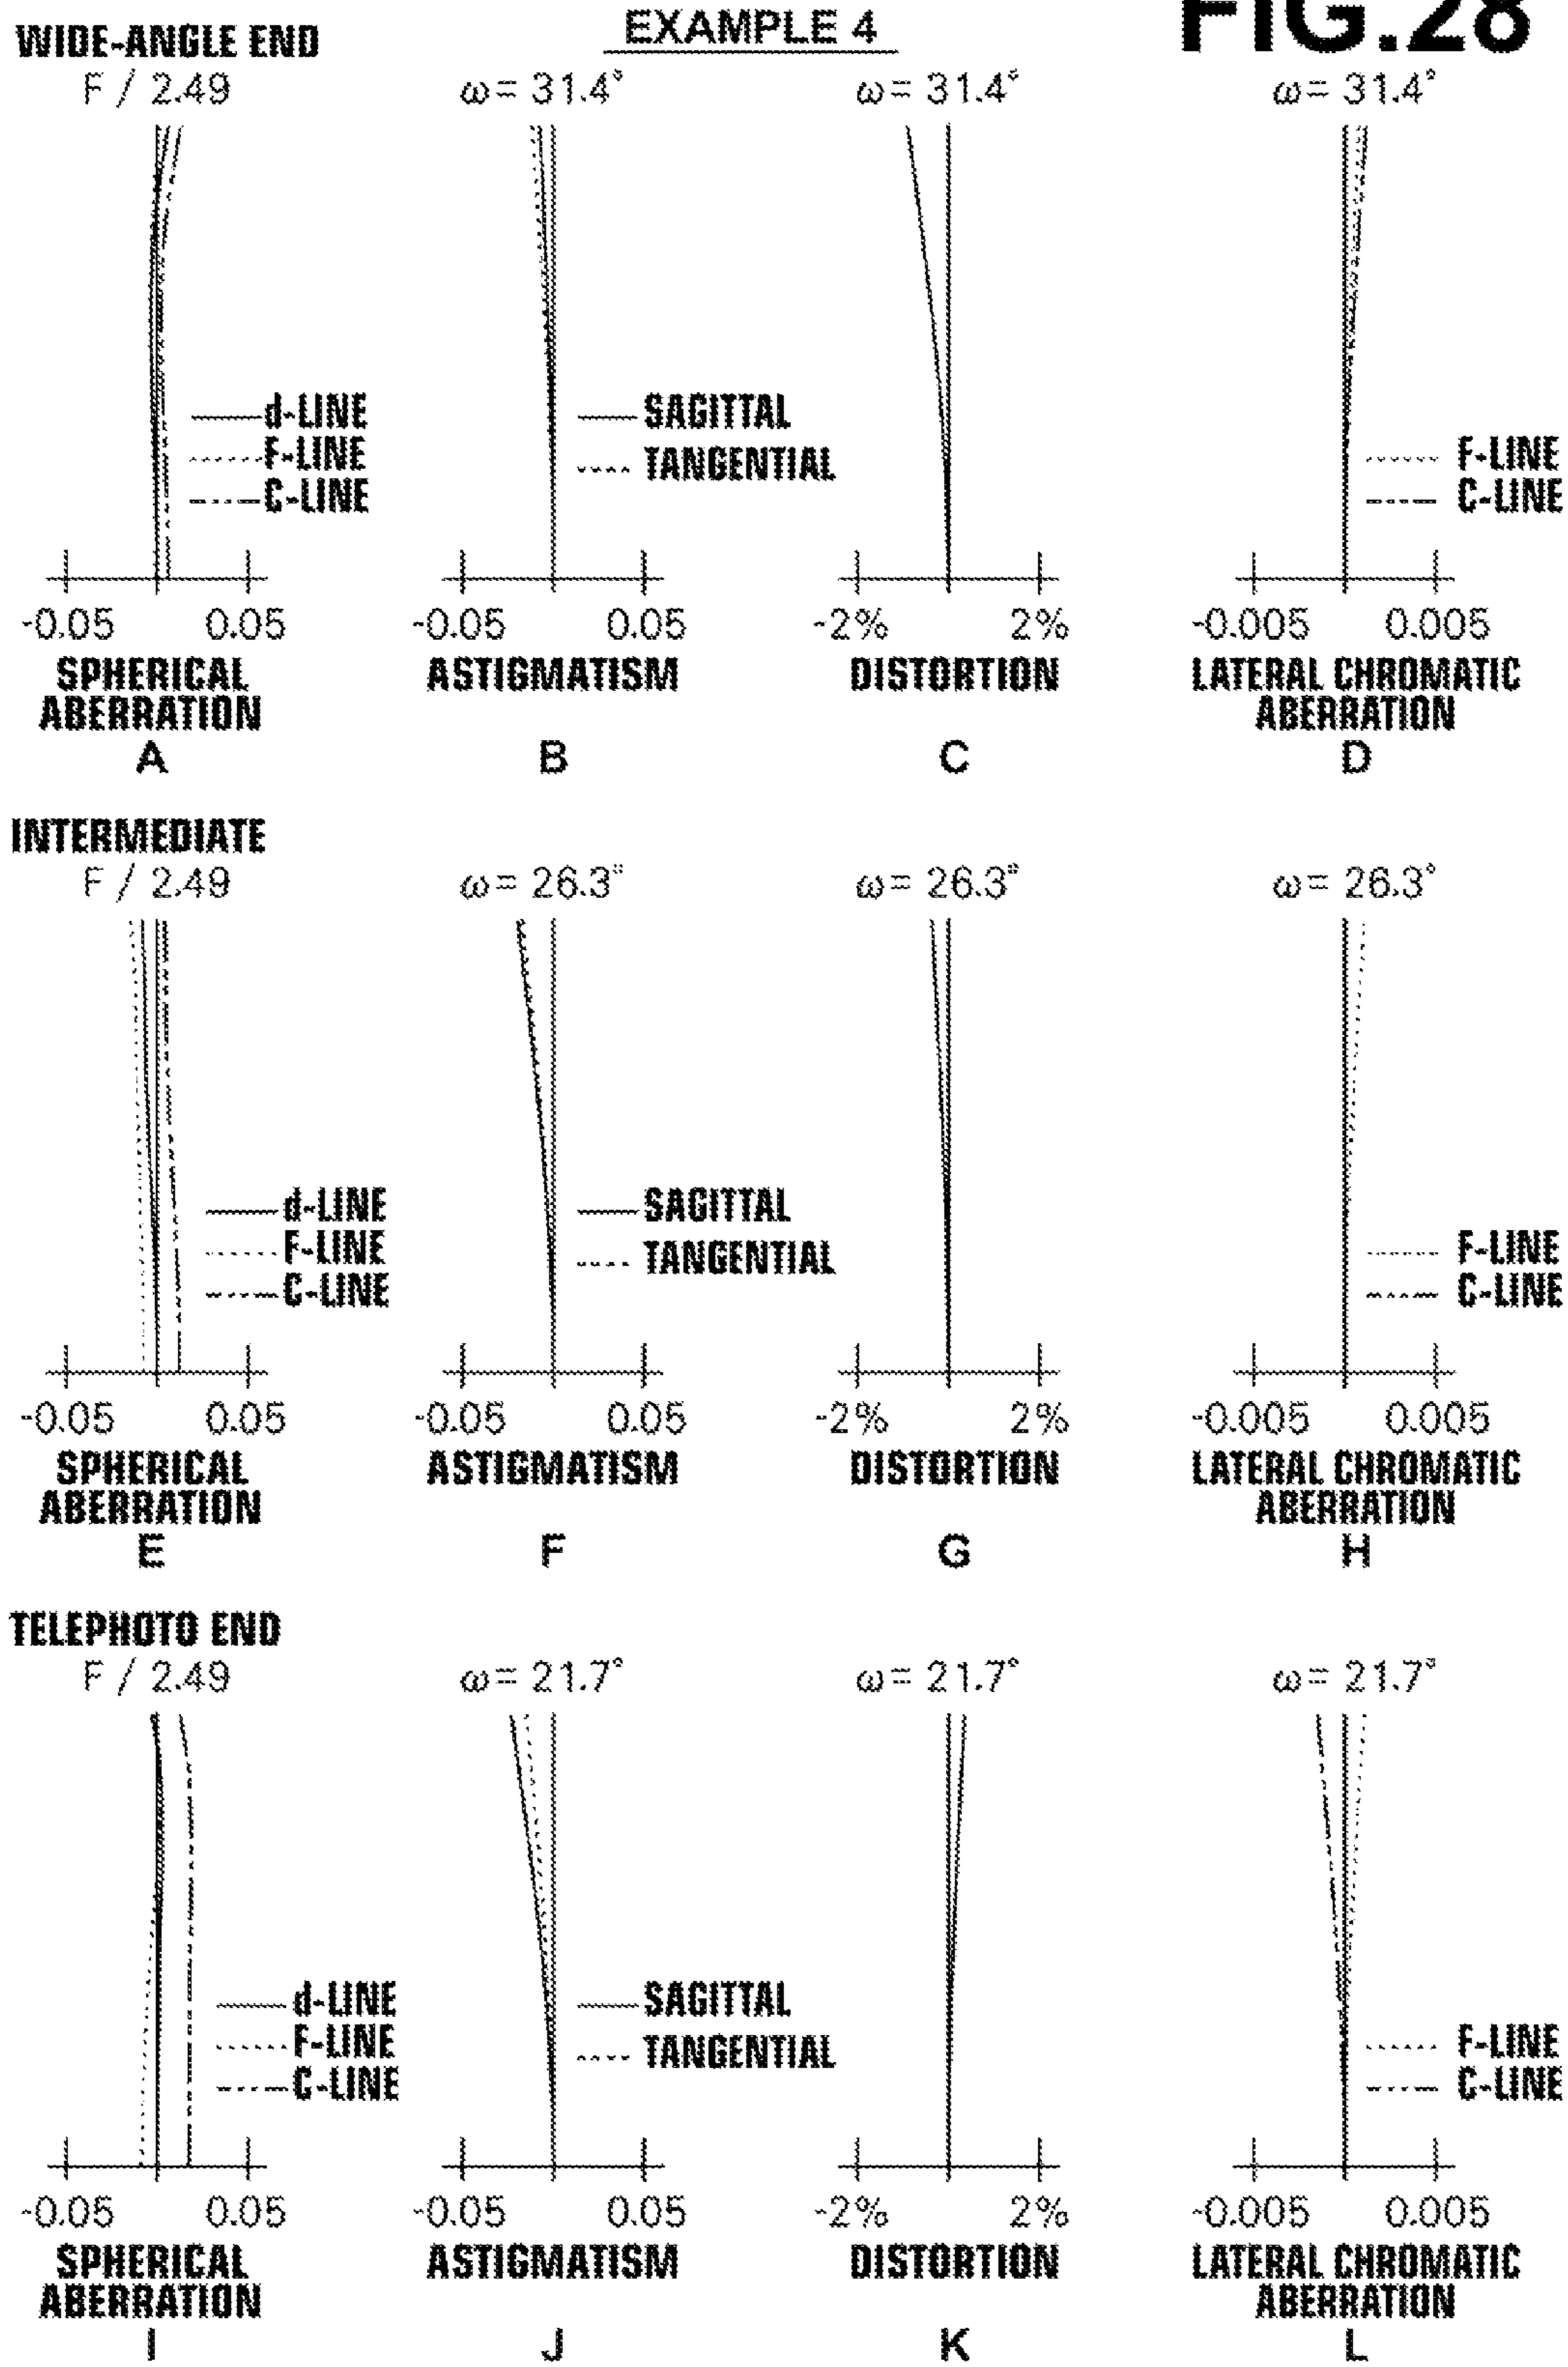 FIG.28
EXAMPLE 4
WIDE-ANGLE END
F / 2.49
ω= 31.4°
ω= 31.4°
ω= 31.4°
d-LINE
F-LINE
C-LINE
SAGITTAL
TANGENTIAL
F-LINE
C-LINE
-0.05 0.05
-0.05 0.05
-2% 2%
-0.005 0.005
SPHERICAL
ABERRATION
A
ASTIGMATISM
B
DISTORTION
C
LATERAL CHROMATIC
ABERRATION
D
INTERMEDIATE
F / 2.49
ω= 26.3°
ω= 26.3°
ω= 26.3°
d-LINE
F-LINE
C-LINE
SAGITTAL
TANGENTIAL
F-LINE
C-LINE
-0.05 0.05
-0.05 0.05
-2% 2%
-0.005 0.005
SPHERICAL
ABERRATION
E
ASTIGMATISM
F
DISTORTION
G
LATERAL CHROMATIC
ABERRATION
H
TELEPHOTO END
F / 2.49
ω= 21.7°
ω= 21.7°
ω= 21.7°
d-LINE
F-LINE
C-LINE
SAGITTAL
TANGENTIAL
F-LINE
C-LINE
-0.05 0.05
-0.05 0.05
-2% 2%
-0.005 0.005
SPHERICAL
ABERRATION
I
ASTIGMATISM
J
DISTORTION
K
LATERAL CHROMATIC
ABERRATION
L